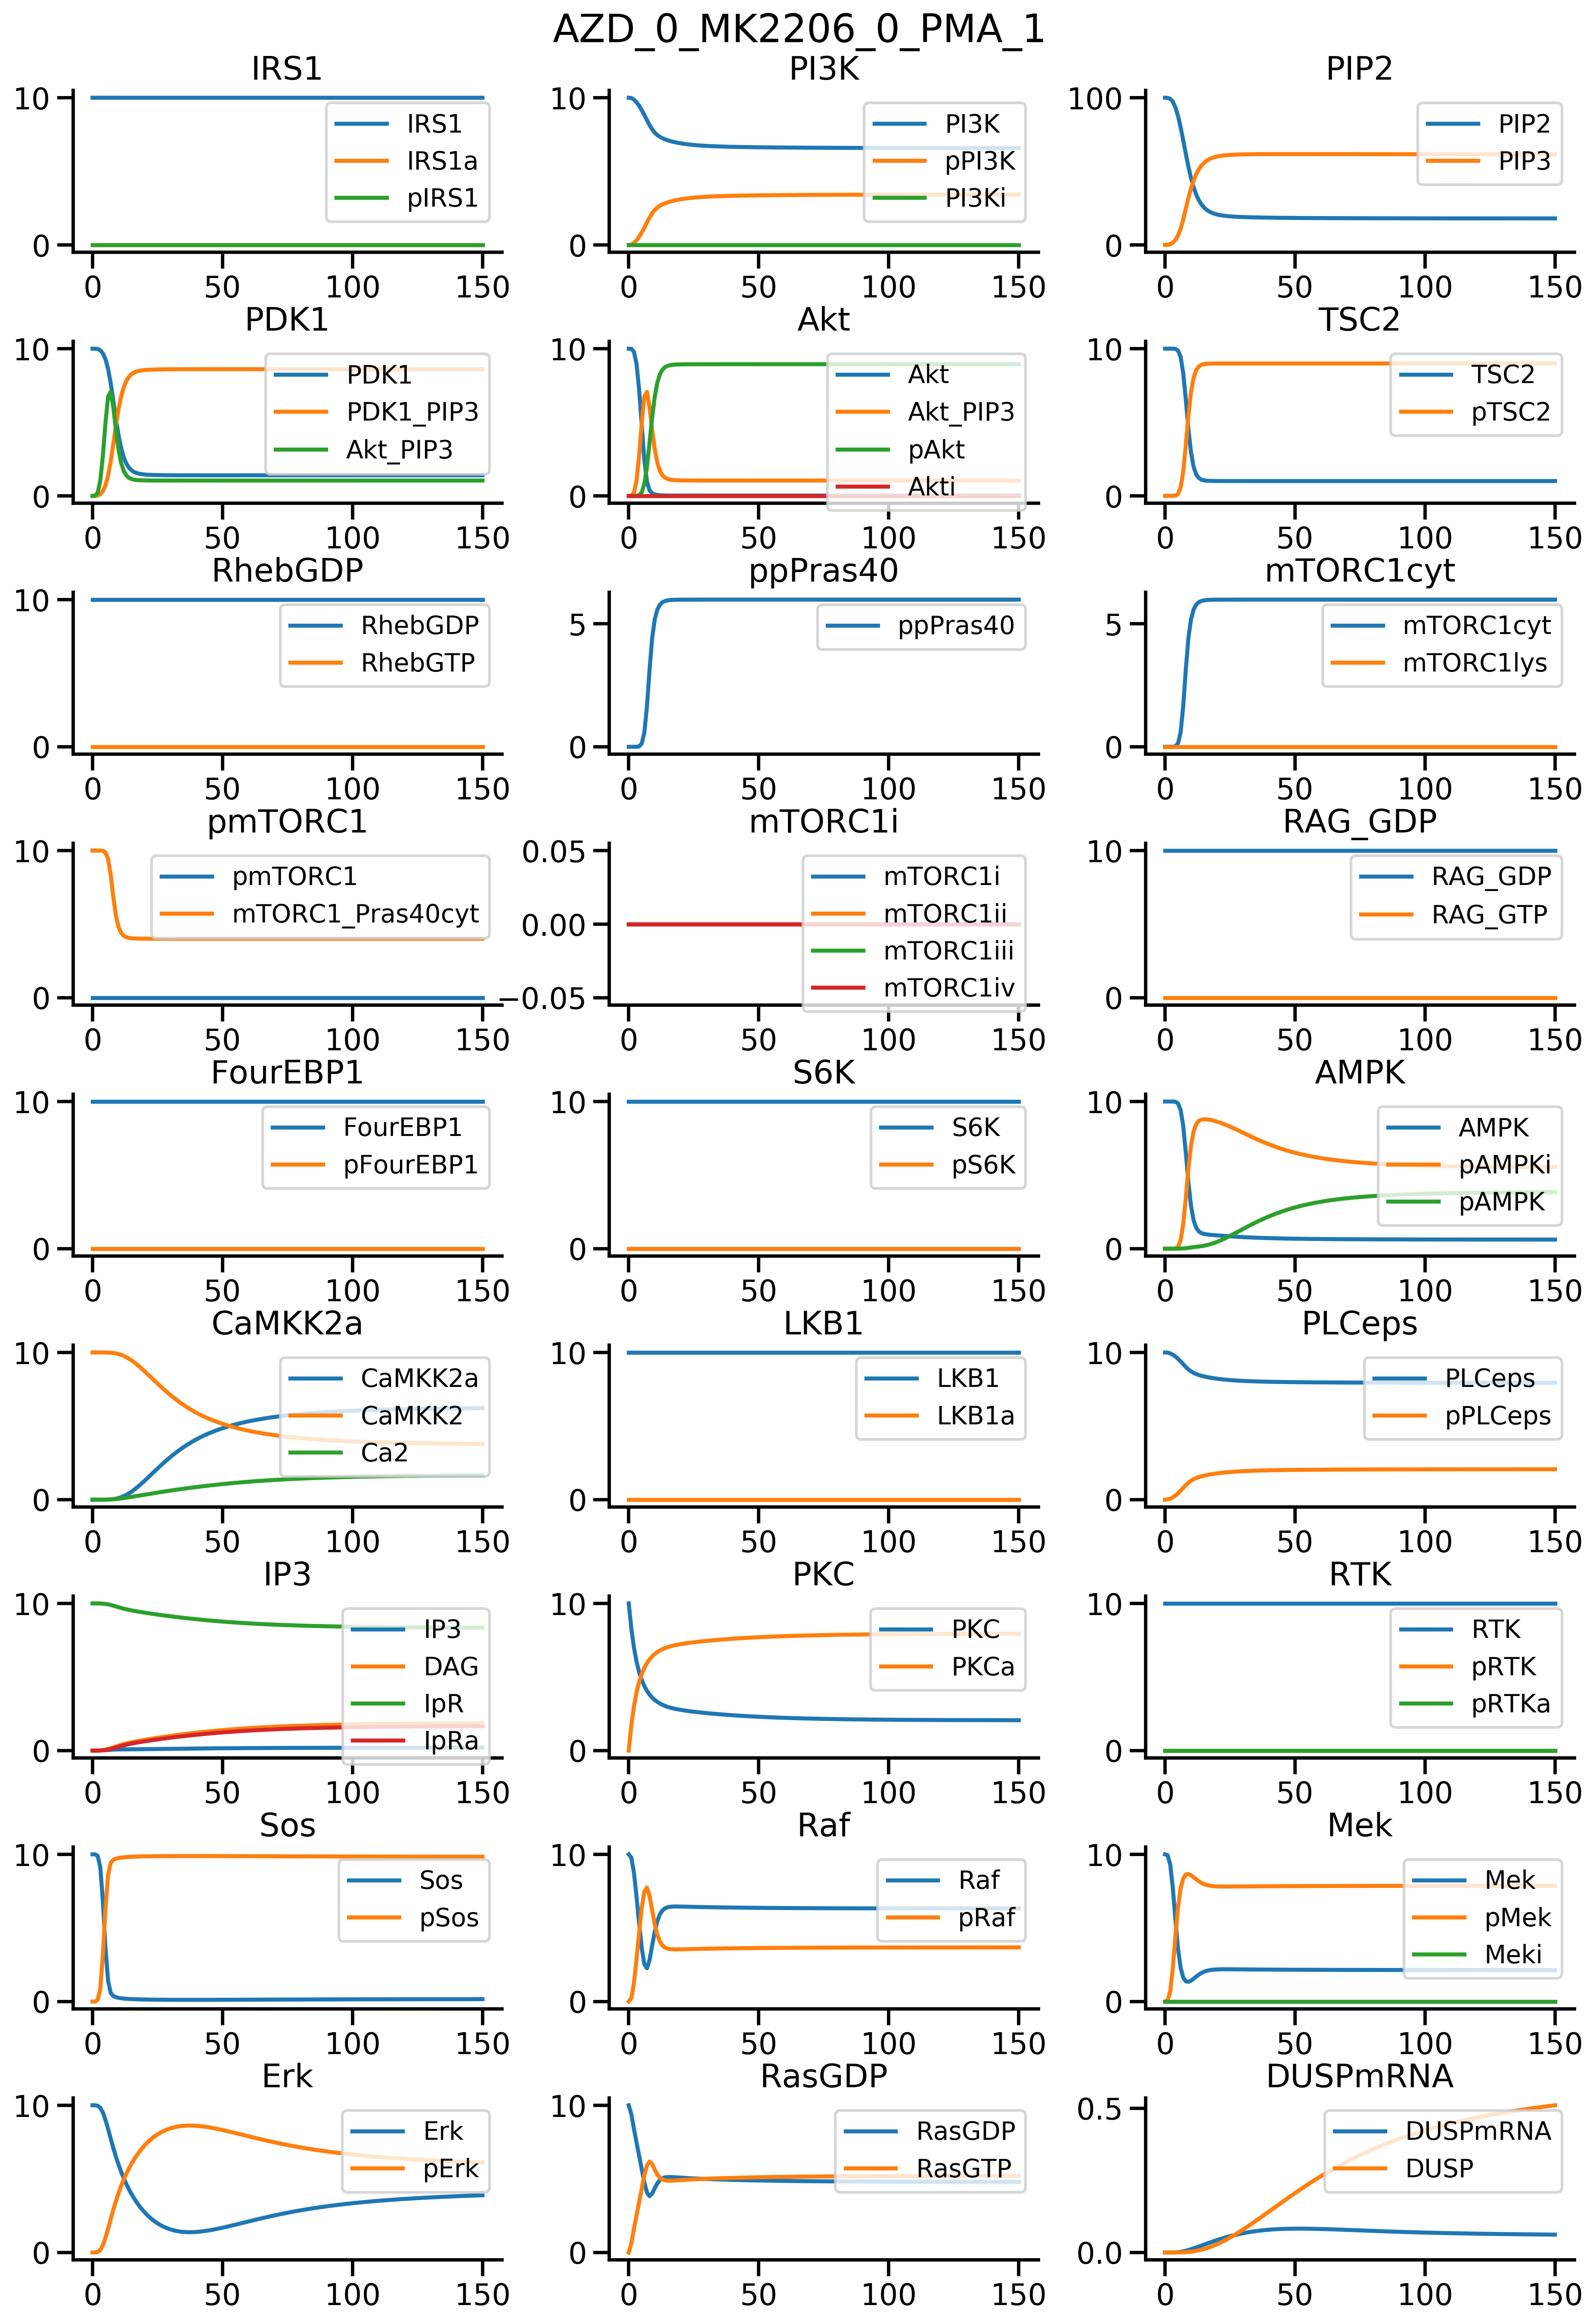 AZD_0_MK2206_0_PMA_1
IRS1
PI3K
PIP2
10
0
0
50
100
150
IRS1
IRS1a
pIRS1
10
0
0
50
100
150
PI3K
pPI3K
PI3Ki
100
0
0
50
100
150
PIP2
PIP3
PDK1
Akt
TSC2
10
0
0
50
100
150
PDK1
PDK1_PIP3
Akt_PIP3
10
0
0
50
100
150
Akt
Akt_PIP3
pAkt
Akti
10
0
0
50
100
150
TSC2
pTSC2
RhebGDP
ppPras40
mTORC1cyt
10
0
0
50
100
150
RhebGDP
RhebGTP
5
0
0
50
100
150
ppPras40
5
0
0
50
100
150
mTORC1cyt
mTORC1lys
pmTORC1
mTORC1i
RAG_GDP
10
0
0
50
100
150
pmTORC1
mTORC1_Pras40cyt
0.05
0.00
−0.05
0
50
100
150
mTORC1i
mTORC1ii
mTORC1iii
mTORC1iv
10
0
0
50
100
150
RAG_GDP
RAG_GTP
FourEBP1
S6K
AMPK
10
0
0
50
100
150
FourEBP1
pFourEBP1
10
0
0
50
100
150
S6K
pS6K
10
0
0
50
100
150
AMPK
pAMPKi
pAMPK
CaMKK2a
LKB1
PLCeps
10
0
0
50
100
150
CaMKK2a
CaMKK2
Ca2
10
0
0
50
100
150
LKB1
LKB1a
10
0
0
50
100
150
PLCeps
pPLCeps
IP3
PKC
RTK
10
0
0
50
100
150
IP3
DAG
IpR
IpRa
10
0
0
50
100
150
PKC
PKCa
10
0
0
50
100
150
RTK
pRTK
pRTKa
Sos
Raf
Mek
10
0
0
50
100
150
Sos
pSos
10
0
0
50
100
150
Raf
pRaf
10
0
0
50
100
150
Mek
pMek
Meki
Erk
RasGDP
DUSPmRNA
10
0
0
50
100
150
Erk
pErk
10
0
0
50
100
150
RasGDP
RasGTP
0.5
0.0
0
50
100
150
DUSPmRNA
DUSP